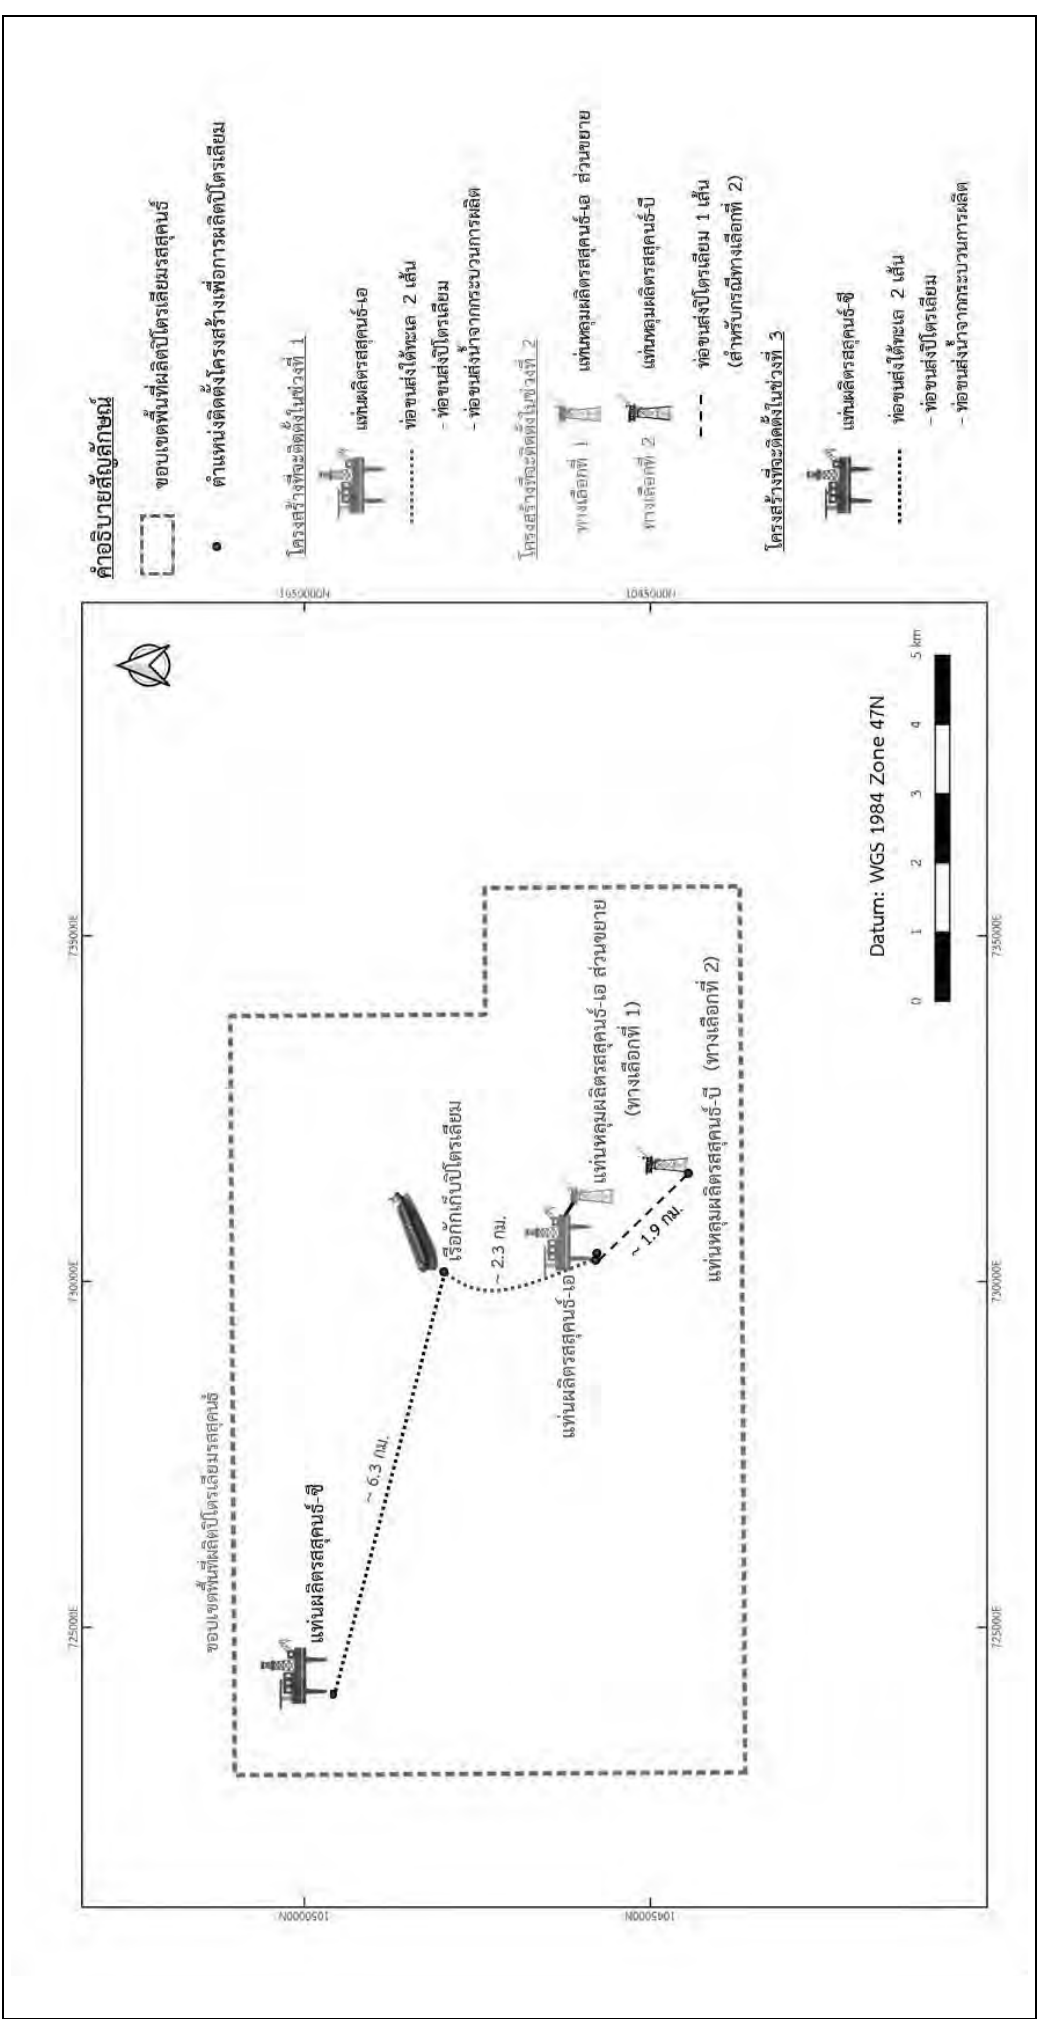 739000E
730000E
725000E
1050000N
1045000N
ขอบเขตพื้นที่ผลิตปิโตรเลียมรสสุคนธ์
แท่นผลิตรสสุคนธ์-ซี
~ 6.3 กม.
เรือกักเก็บปิโตรเลียม
~ 2.3 กม.
แท่นผลิตรสสุคนธ์-เอ
แท่นหลุมผลิตรสสุคนธ์-เอ ส่วนขยาย
(ทางเลือกที่ 1)
~ 1.9 กม.
แท่นหลุมผลิตรสสุคนธ์-บี (ทางเลือกที่ 2)
Datum: WGS 1984 Zone 47N
0 1 2 3 4 5 km
1050000N
1045000N
725000E
730000E
735000E
คำอธิบายสัญลักษณ์
ขอบเขตพื้นที่ผลิตปิโตรเลียมรสสุคนธ์
ตำแหน่งติดตั้งโครงสร้างเพื่อการผลิตปิโตรเลียม
โครงสร้างที่จะติดตั้งในช่วงที่ 1
แท่นผลิตรสสุคนธ์-เอ
ท่อขนส่งใต้ทะเล 2 เส้น
- ท่อขนส่งปิโตรเลียม
- ท่อขนส่งน้ำจากกระบวนการผลิต
โครงสร้างที่จะติดตั้งในช่วงที่ 2
ทางเลือกที่ 1 แท่นหลุมผลิตรสสุคนธ์-เอ ส่วนขยาย
ทางเลือกที่ 2 แท่นหลุมผลิตรสสุคนธ์-บี
ท่อขนส่งปิโตรเลียม 1 เส้น
(สำหรับกรณีทางเลือกที่ 2)
โครงสร้างที่จะติดตั้งในช่วงที่ 3
แท่นผลิตรสสุคนธ์-ซี
ท่อขนส่งใต้ทะเล 2 เส้น
- ท่อขนส่งปิโตรเลียม
- ท่อขนส่งน้ำจากกระบวนการผลิต